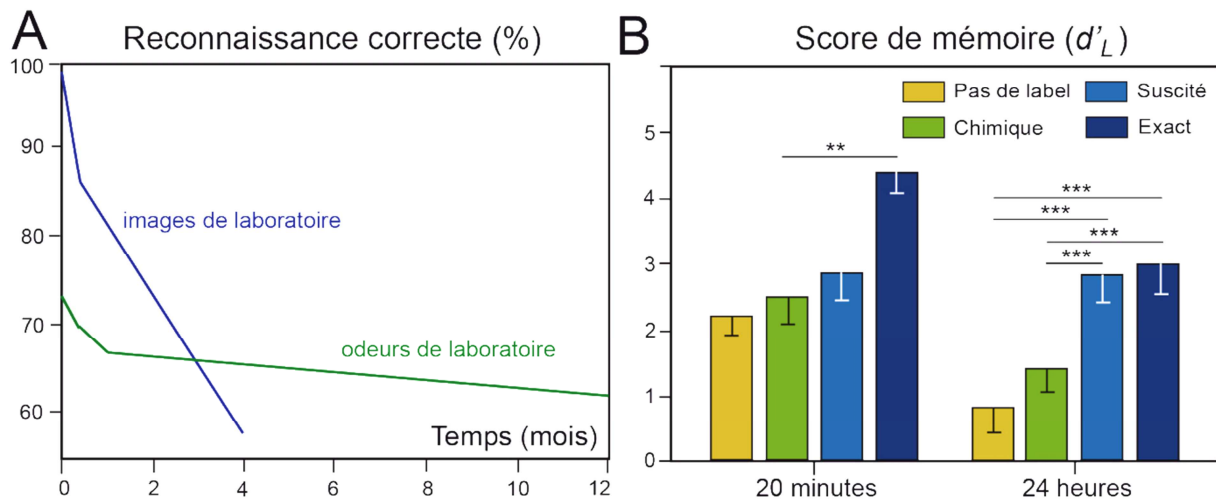 A
Reconnaissance correcte (%)
100
90
80
70
60
images de laboratoire
odeurs de laboratoire
Temps (mois)
0 2 4 6 8 10 12
B
Score de mémoire (d'L)
Pas de label
Suscité
Chimique
Exact
5
4
3
2
1
0
**
***
***
***
***
20 minutes
24 heures